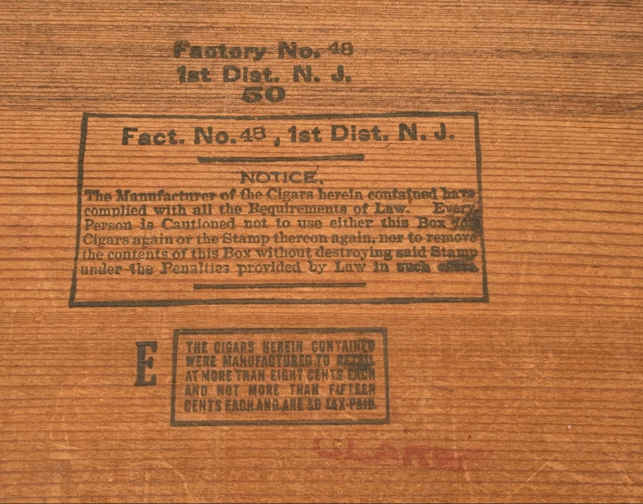 Factory No. 48
1st Dist. N. J.
50
Fact. No. 48, 1st Dist. N. J.
NOTICE.
The Manufacturer of the Cigars herein contained have
complied with all the Requirements of Law. Every
Person is Cautioned not to use either this Box for
Cigars again or the Stamp thereon again, nor to remove
the contents of this Box without destroying said Stamp
under the Penalties provided by Law in such cases.
E
THE CIGARS HEREIN CONTAINED
WERE MANUFACTURED TO RETAIL
AT MORE THAN EIGHT CENTS EACH
AND NOT MORE THAN FIFTEEN
CENTS EACH AND ARE SO TAX-PAID.